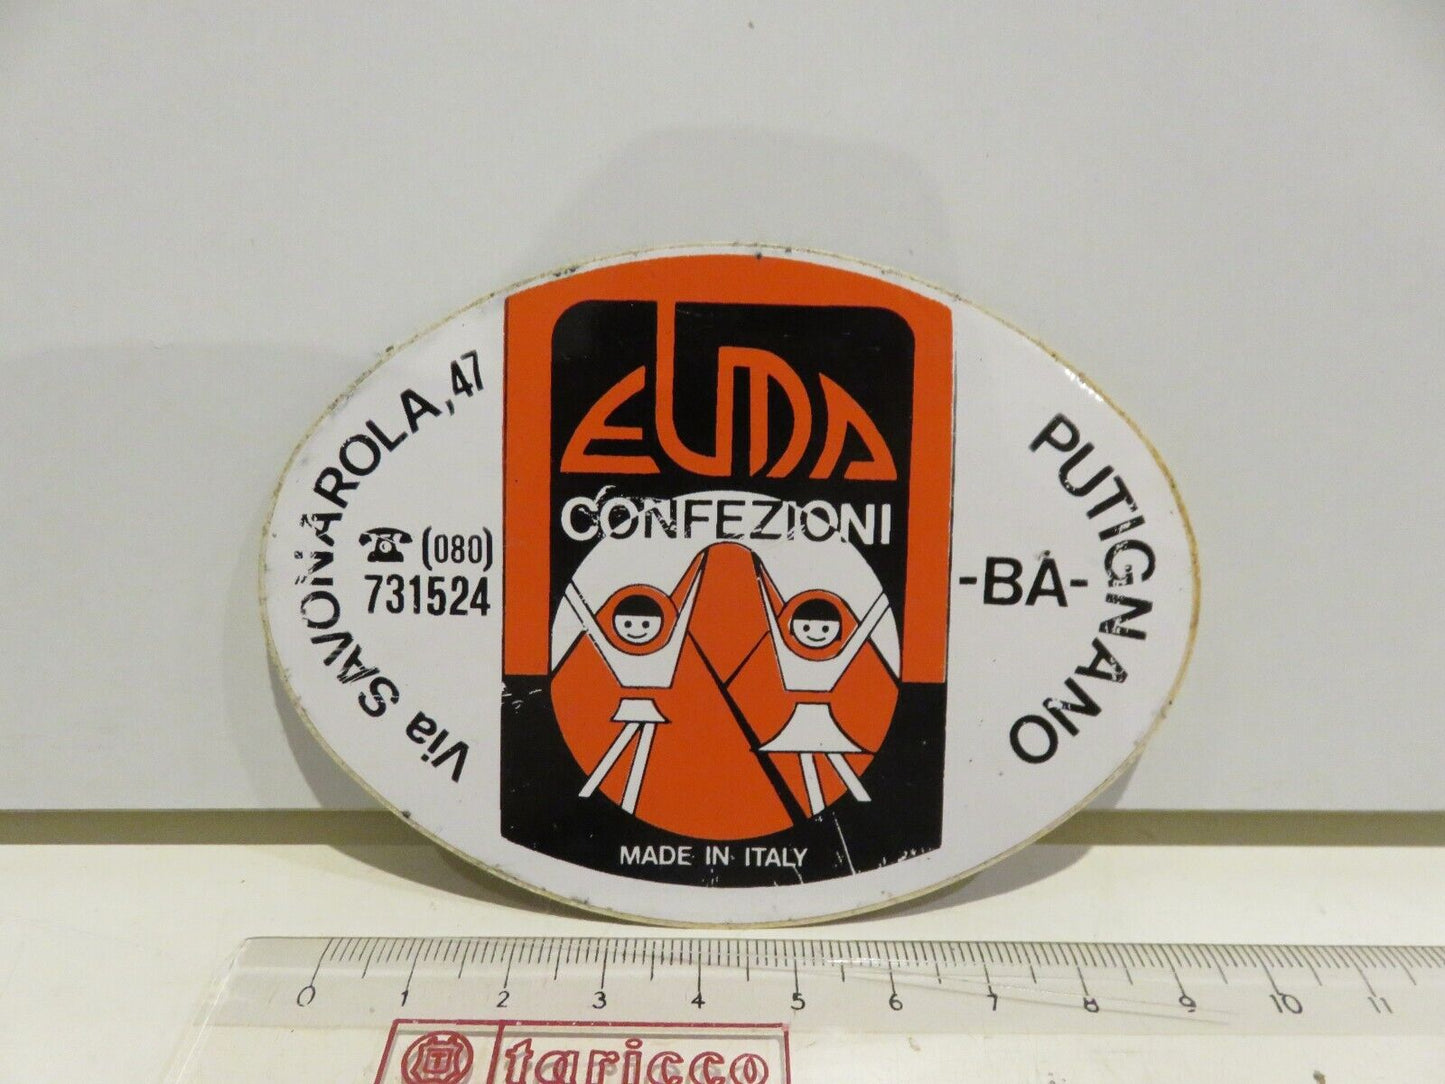 EUDA
CONFEZIONI
Via SAVONAROLA, 47
(080)
731524
-BA-
PUTIGNANO
MADE IN ITALY
0 1 2 3 4 5 6 7 8 9 10 11
T taricco